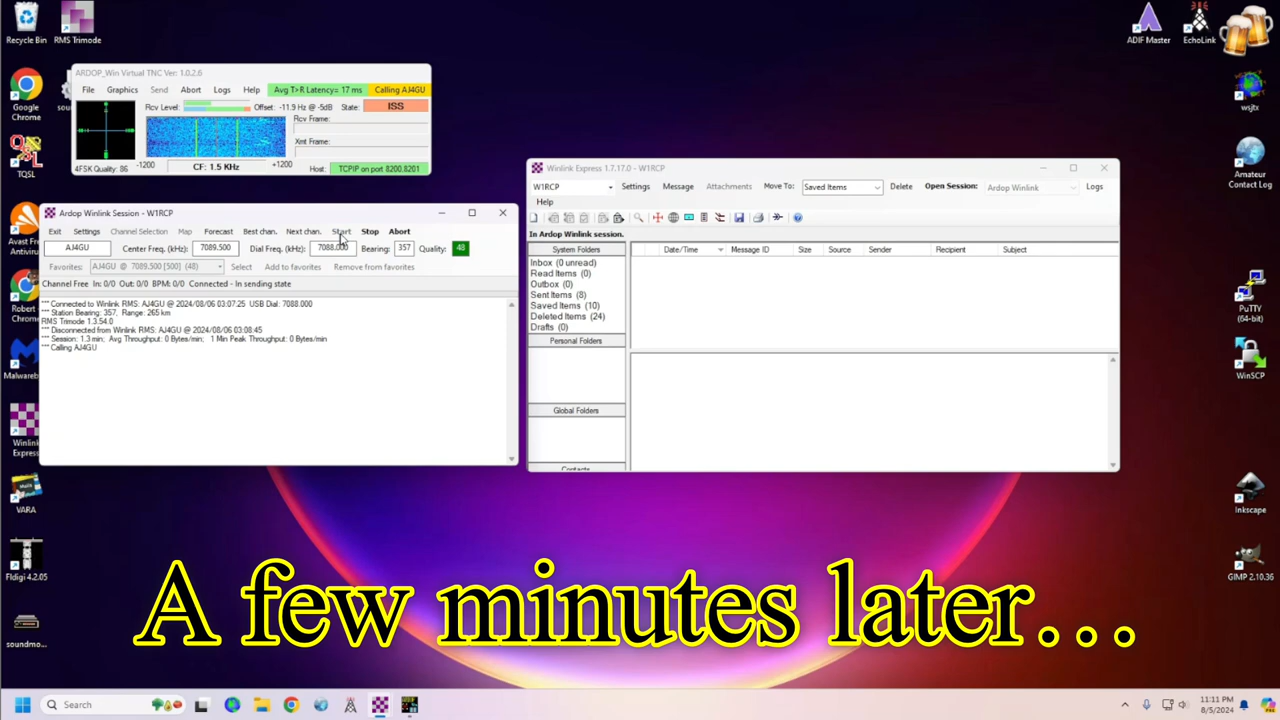 Recycle Bin
RMS Trimode
Google Chrome
TQSL
Avast Free
Antivirus
Robert
Chrome
Malwareb
Winlink Express
VARA
Fldigi 4.2.05
soundmo...
ADIF Master
EchoLink
wsjtx
Amateur Contact Log
PuTTY (64-bit)
WinSCP
Inkscape
GIMP 2.10.36
ARDOP_Win Virtual TNC Ver: 1.0.2.6
File Graphics Send Abort Logs Help Avg T>R Latency= 17 ms Calling AJ4GU
Rcv Level: Offset: -11.9 Hz @ -5dB State: ISS
Rcv Frame:
Xmt Frame:
4FSK Quality: 86 -1200 CF: 1.5 KHz +1200 Host: TCPIP on port 8200,8201
Ardop Winlink Session - W1RCP
Exit Settings Channel Selection Map Forecast Best chan. Next chan. Start Stop Abort
AJ4GU Center Freq. (kHz): 7089.500 Dial Freq. (kHz): 7088.000 Bearing: 357 Quality: 48
Favorites: AJ4GU @ 7089.500 [500] (48) Select Add to favorites Remove from favorites
Channel Free In: 0/0 Out: 0/0 BPM: 0/0 Connected - In sending state
*** Connected to Winlink RMS: AJ4GU @ 2024/08/06 03:07:25 USB Dial: 7088.000
*** Station Bearing: 357, Range: 265 km
RMS Trimode 1.3.54.0
*** Disconnected from Winlink RMS: AJ4GU @ 2024/08/06 03:08:45
*** Session: 1.3 min; Avg Throughput: 0 Bytes/min; 1 Min Peak Throughput: 0 Bytes/min
*** Calling AJ4GU
Winlink Express 1.7.17.0 - W1RCP
W1RCP Settings Message Attachments Move To: Saved Items Delete Open Session: Ardop Winlink Logs
Help
In Ardop Winlink session.
System Folders
Inbox (0 unread)
Read Items (0)
Outbox (0)
Sent Items (8)
Saved Items (10)
Deleted Items (24)
Drafts (0)
Personal Folders
Global Folders
Contacts
Date/Time Message ID Size Source Sender Recipient Subject
A few minutes later...
Search
11:11 PM
8/5/2024